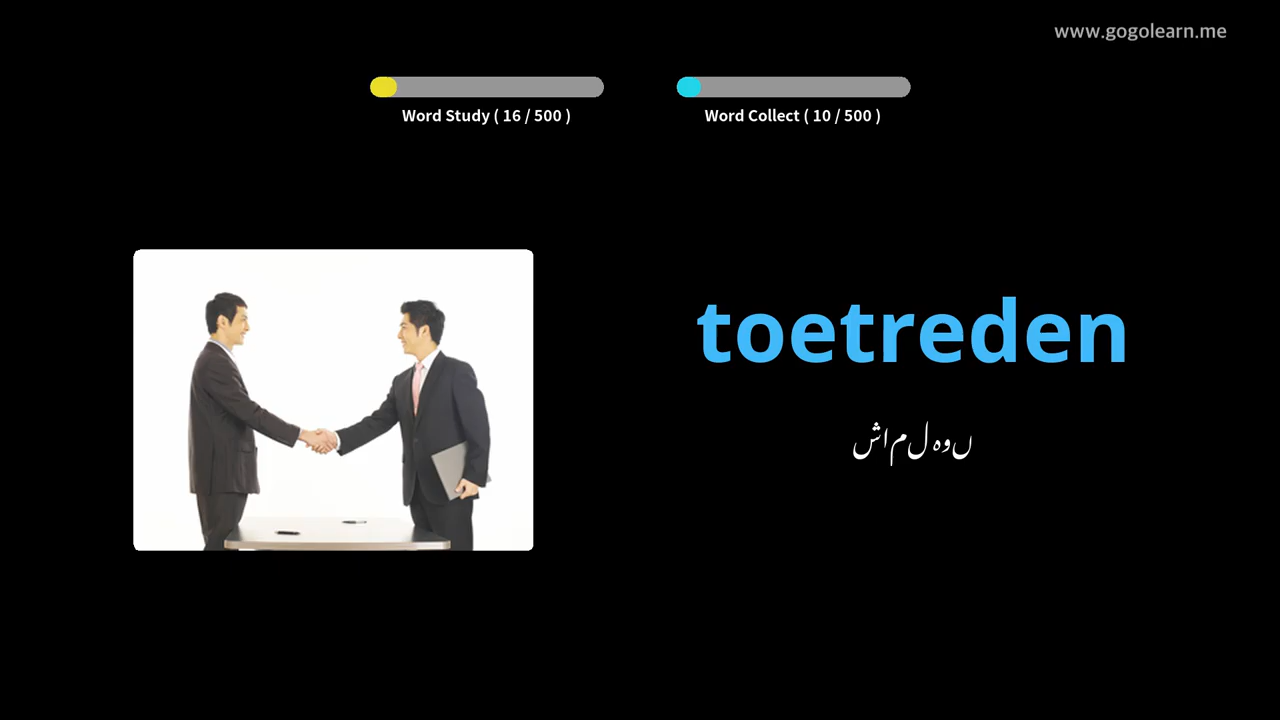 www.gogolearn.me
Word Study ( 16 / 500 )
Word Collect ( 10 / 500 )
toetreden
شامل ہوں